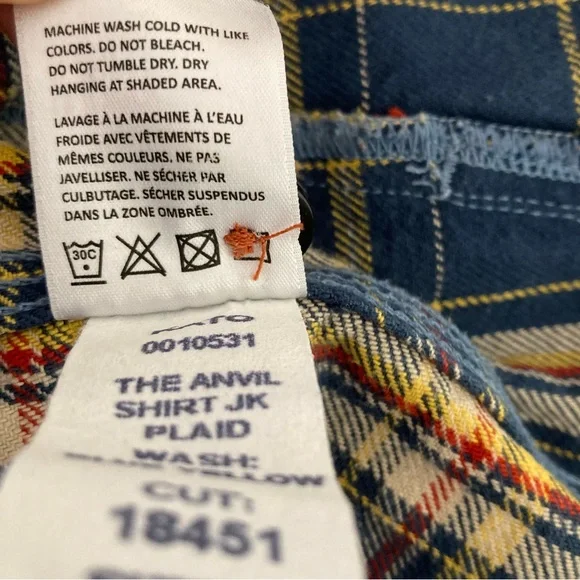 MACHINE WASH COLD WITH LIKE
COLORS. DO NOT BLEACH.
DO NOT TUMBLE DRY. DRY
HANGING AT SHADED AREA.
LAVAGE À LA MACHINE À L'EAU
FROIDE AVEC VÊTEMENTS DE
MÊMES COULEURS. NE PAS
JAVELLISER. NE SÉCHER PAR
CULBUTAGE. SÉCHER SUSPENDUS
DANS LA ZONE OMBRÉE.
30C
KATO
0010531
THE ANVIL
SHIRT JK
PLAID
WASH:
YELLOW
CUT:
18451